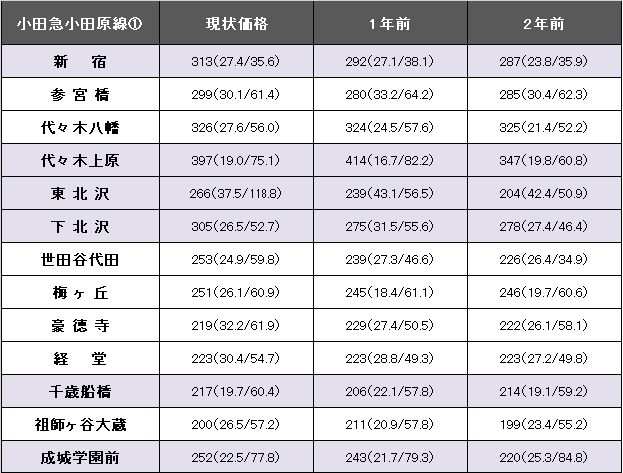 小田急小田原線① 現状価格 1年前 2年前
新 宿 313(27.4/35.6) 292(27.1/38.1) 287(23.8/35.9)
参宮橋 299(30.1/61.4) 280(33.2/64.2) 285(30.4/62.3)
代々木八幡 326(27.6/56.0) 324(24.5/57.6) 325(21.4/52.2)
代々木上原 397(19.0/75.1) 414(16.7/82.2) 347(19.8/60.8)
東北沢 266(37.5/118.8) 239(43.1/56.5) 204(42.4/50.9)
下北沢 305(26.5/52.7) 275(31.5/55.6) 278(27.4/46.4)
世田谷代田 253(24.9/59.8) 239(27.3/46.6) 226(26.4/34.9)
梅ヶ丘 251(26.1/60.9) 245(18.4/61.1) 246(19.7/60.6)
豪徳寺 219(32.2/61.9) 229(27.4/50.5) 222(26.1/58.1)
経 堂 223(30.4/54.7) 223(28.8/49.3) 223(27.2/49.8)
千歳船橋 217(19.7/60.4) 206(22.1/57.8) 214(19.1/59.2)
祖師ヶ谷大蔵 200(26.5/57.2) 211(20.9/57.8) 199(23.4/55.2)
成城学園前 252(22.5/77.8) 243(21.7/79.3) 220(25.3/84.8)